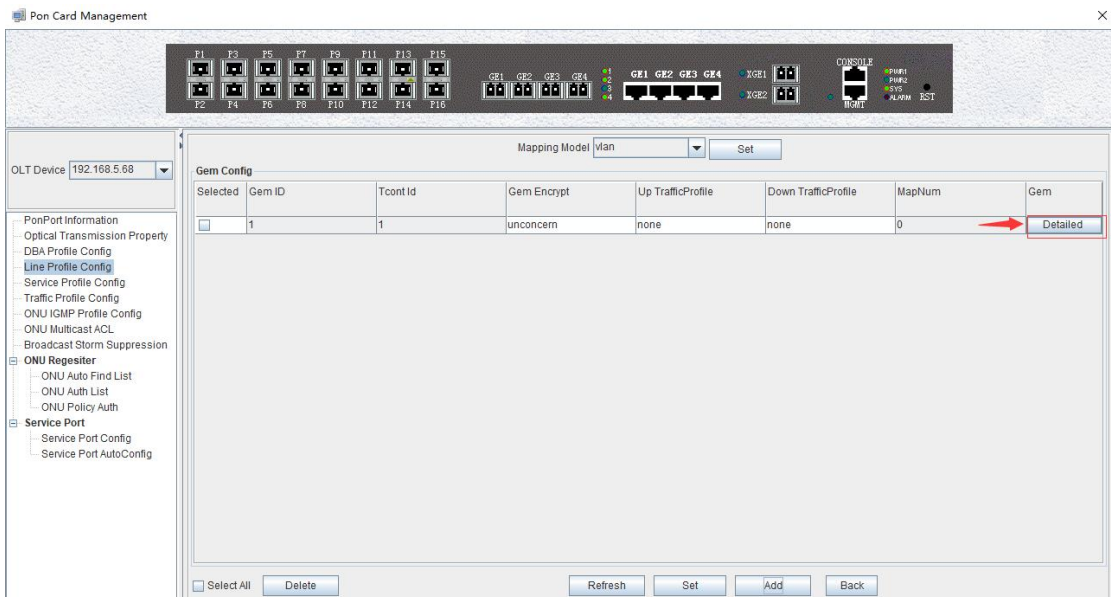 Pon Card Management
P1 P3 P5 P7 P9 P11 P13 P15
P2 P4 P6 P8 P10 P12 P14 P16
GE1 GE2 GE3 GE4
1
2
3
4
GE1 GE2 GE3 GE4
XGE1
XGE2
CONSOLE
MGMT
PWR1
PWR2
SYS
ALARM
RST
OLT Device 192.168.5.68
PonPort Information
Optical Transmission Property
DBA Profile Config
Line Profile Config
Service Profile Config
Traffic Profile Config
ONU IGMP Profile Config
ONU Multicast ACL
Broadcast Storm Suppression
ONU Regesiter
ONU Auto Find List
ONU Auth List
ONU Policy Auth
Service Port
Service Port Config
Service Port AutoConfig
Mapping Model vlan Set
Gem Config
Selected Gem ID Tcont Id Gem Encrypt Up TrafficProfile Down TrafficProfile MapNum Gem
1 1 unconcern none none 0 Detailed
Select All Delete Refresh Set Add Back